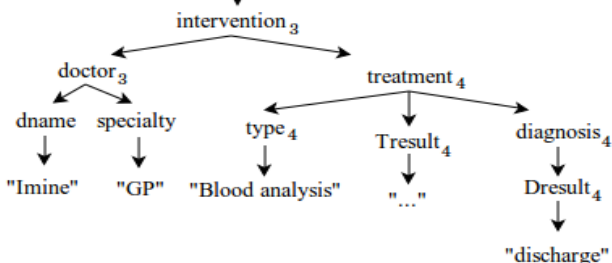 intervention₃
doctor₃ treatment₄
dname specialty type₄ Tresult₄ diagnosis₄
"Imine" "GP" "Blood analysis" "..." Dresult₄
"discharge"